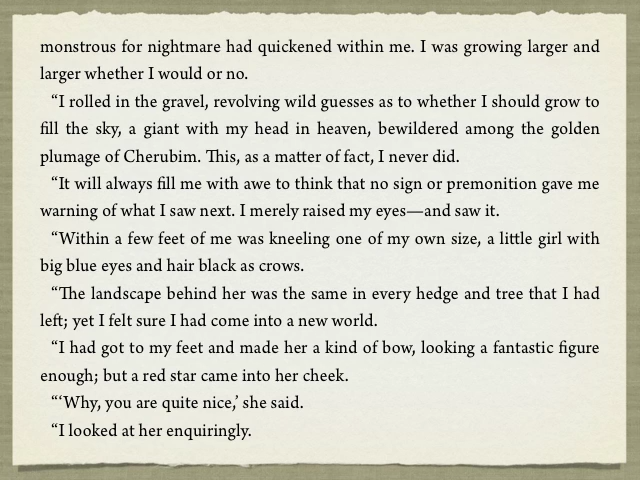 monstrous for nightmare had quickened within me. I was growing larger and
larger whether I would or no.
“I rolled in the gravel, revolving wild guesses as to whether I should grow to
fill the sky, a giant with my head in heaven, bewildered among the golden
plumage of Cherubim. This, as a matter of fact, I never did.
“It will always fill me with awe to think that no sign or premonition gave me
warning of what I saw next. I merely raised my eyes—and saw it.
“Within a few feet of me was kneeling one of my own size, a little girl with
big blue eyes and hair black as crows.
“The landscape behind her was the same in every hedge and tree that I had
left; yet I felt sure I had come into a new world.
“I had got to my feet and made her a kind of bow, looking a fantastic figure
enough; but a red star came into her cheek.
“‘Why, you are quite nice,’ she said.
“I looked at her enquiringly.